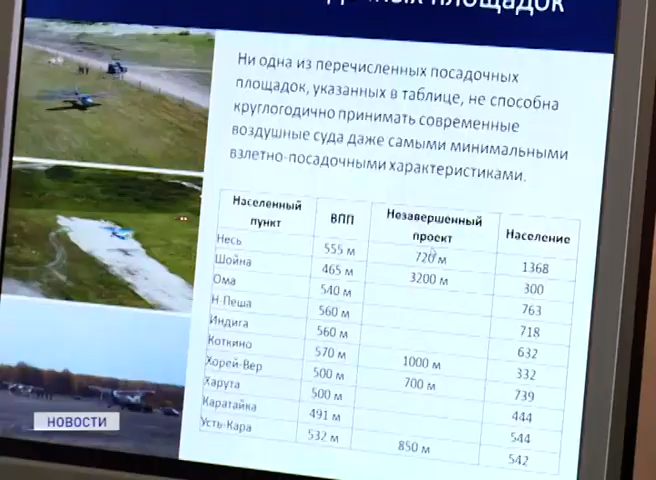 площадок
Ни одна из перечисленных посадочных
площадок, указанных в таблице, не способна
круглогодично принимать современные
воздушные суда даже самыми минимальными
взлетно-посадочными характеристиками.
Населенный пункт ВПП Незавершенный проект Население
Несь 555 м 720 м 1368
Шойна 465 м 3200 м 300
Ома 540 м 763
Н-Пеша 560 м 718
Индига 560 м 632
Коткино 570 м 1000 м 332
Хорей-Вер 500 м 700 м 739
Харута 500 м 444
Каратайка 491 м 544
Усть-Кара 532 м 850 м 542
НОВОСТИ